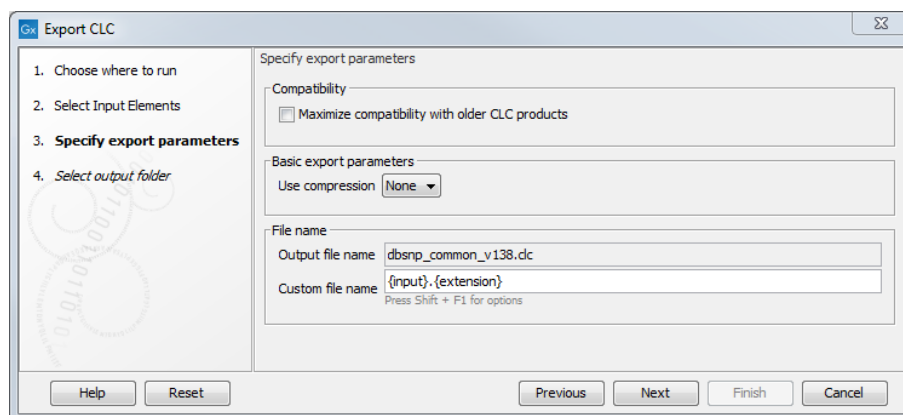 Gx Export CLC
1. Choose where to run
2. Select Input Elements
3. Specify export parameters
4. Select output folder
Specify export parameters
Compatibility
Maximize compatibility with older CLC products
Basic export parameters
Use compression None
File name
Output file name dbsnp_common_v138.clc
Custom file name {input}.{extension}
Press Shift + F1 for options
Help Reset Previous Next Finish Cancel